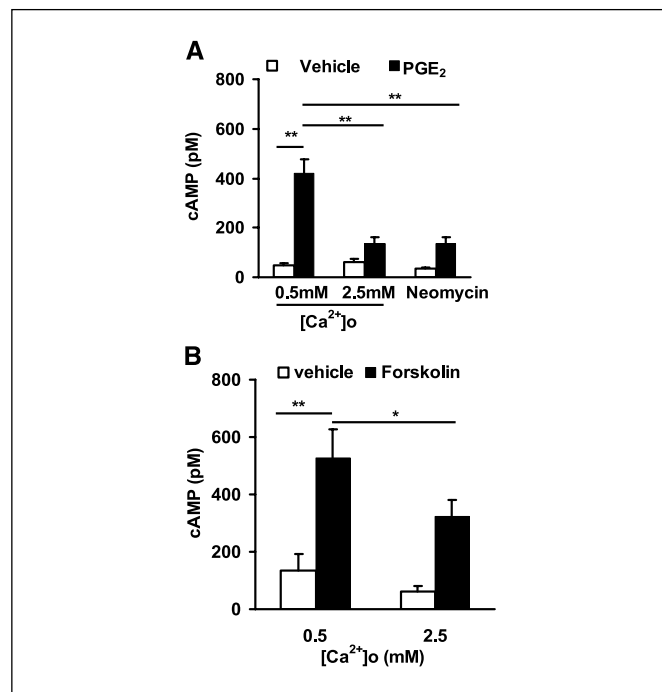 A
Vehicle PGE₂
800
600
400
200
0
cAMP (pM)
**
**
**
0.5mM 2.5mM Neomycin
[Ca²⁺]o
B
vehicle Forskolin
800
600
400
200
0
cAMP (pM)
**
*
0.5 2.5
[Ca²⁺]o (mM)